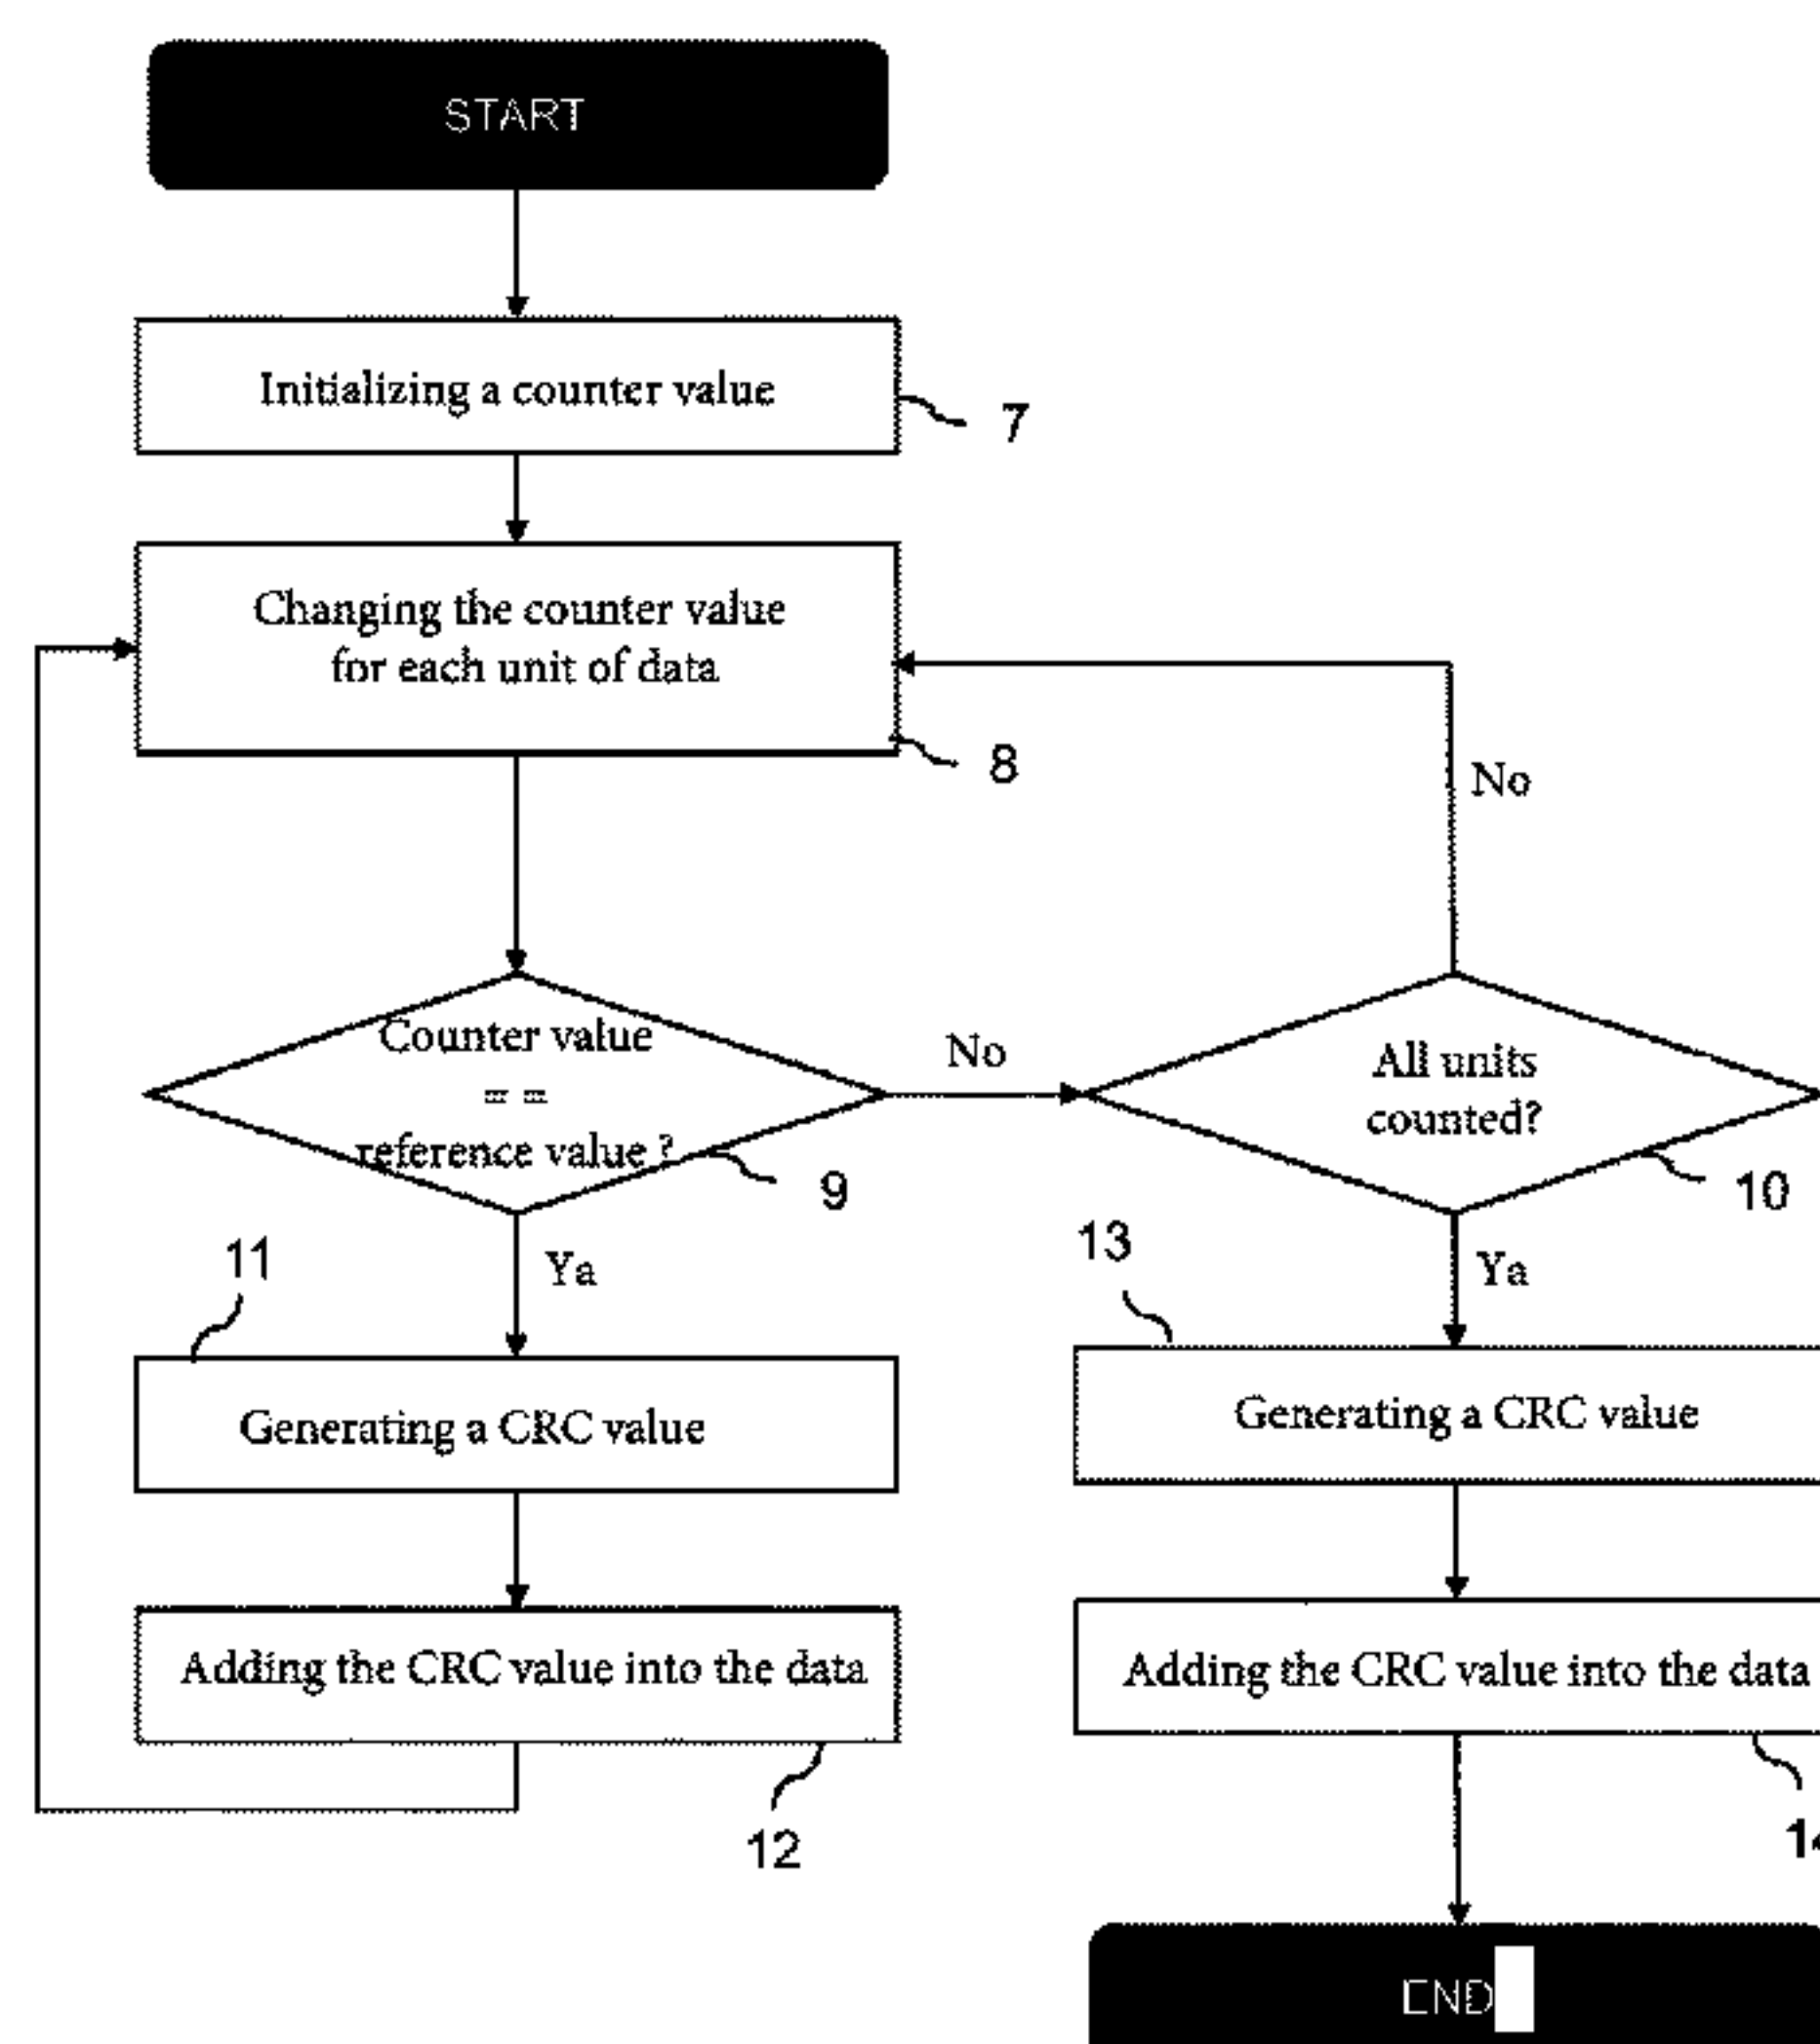 START
Initializing a counter value
7
Changing the counter value
for each unit of data
8
No
Counter value
= =
reference value ?
9
No
All units
counted?
10
11
Ya
13
Ya
Generating a CRC value
Generating a CRC value
Adding the CRC value into the data
Adding the CRC value into the data
12
14
END